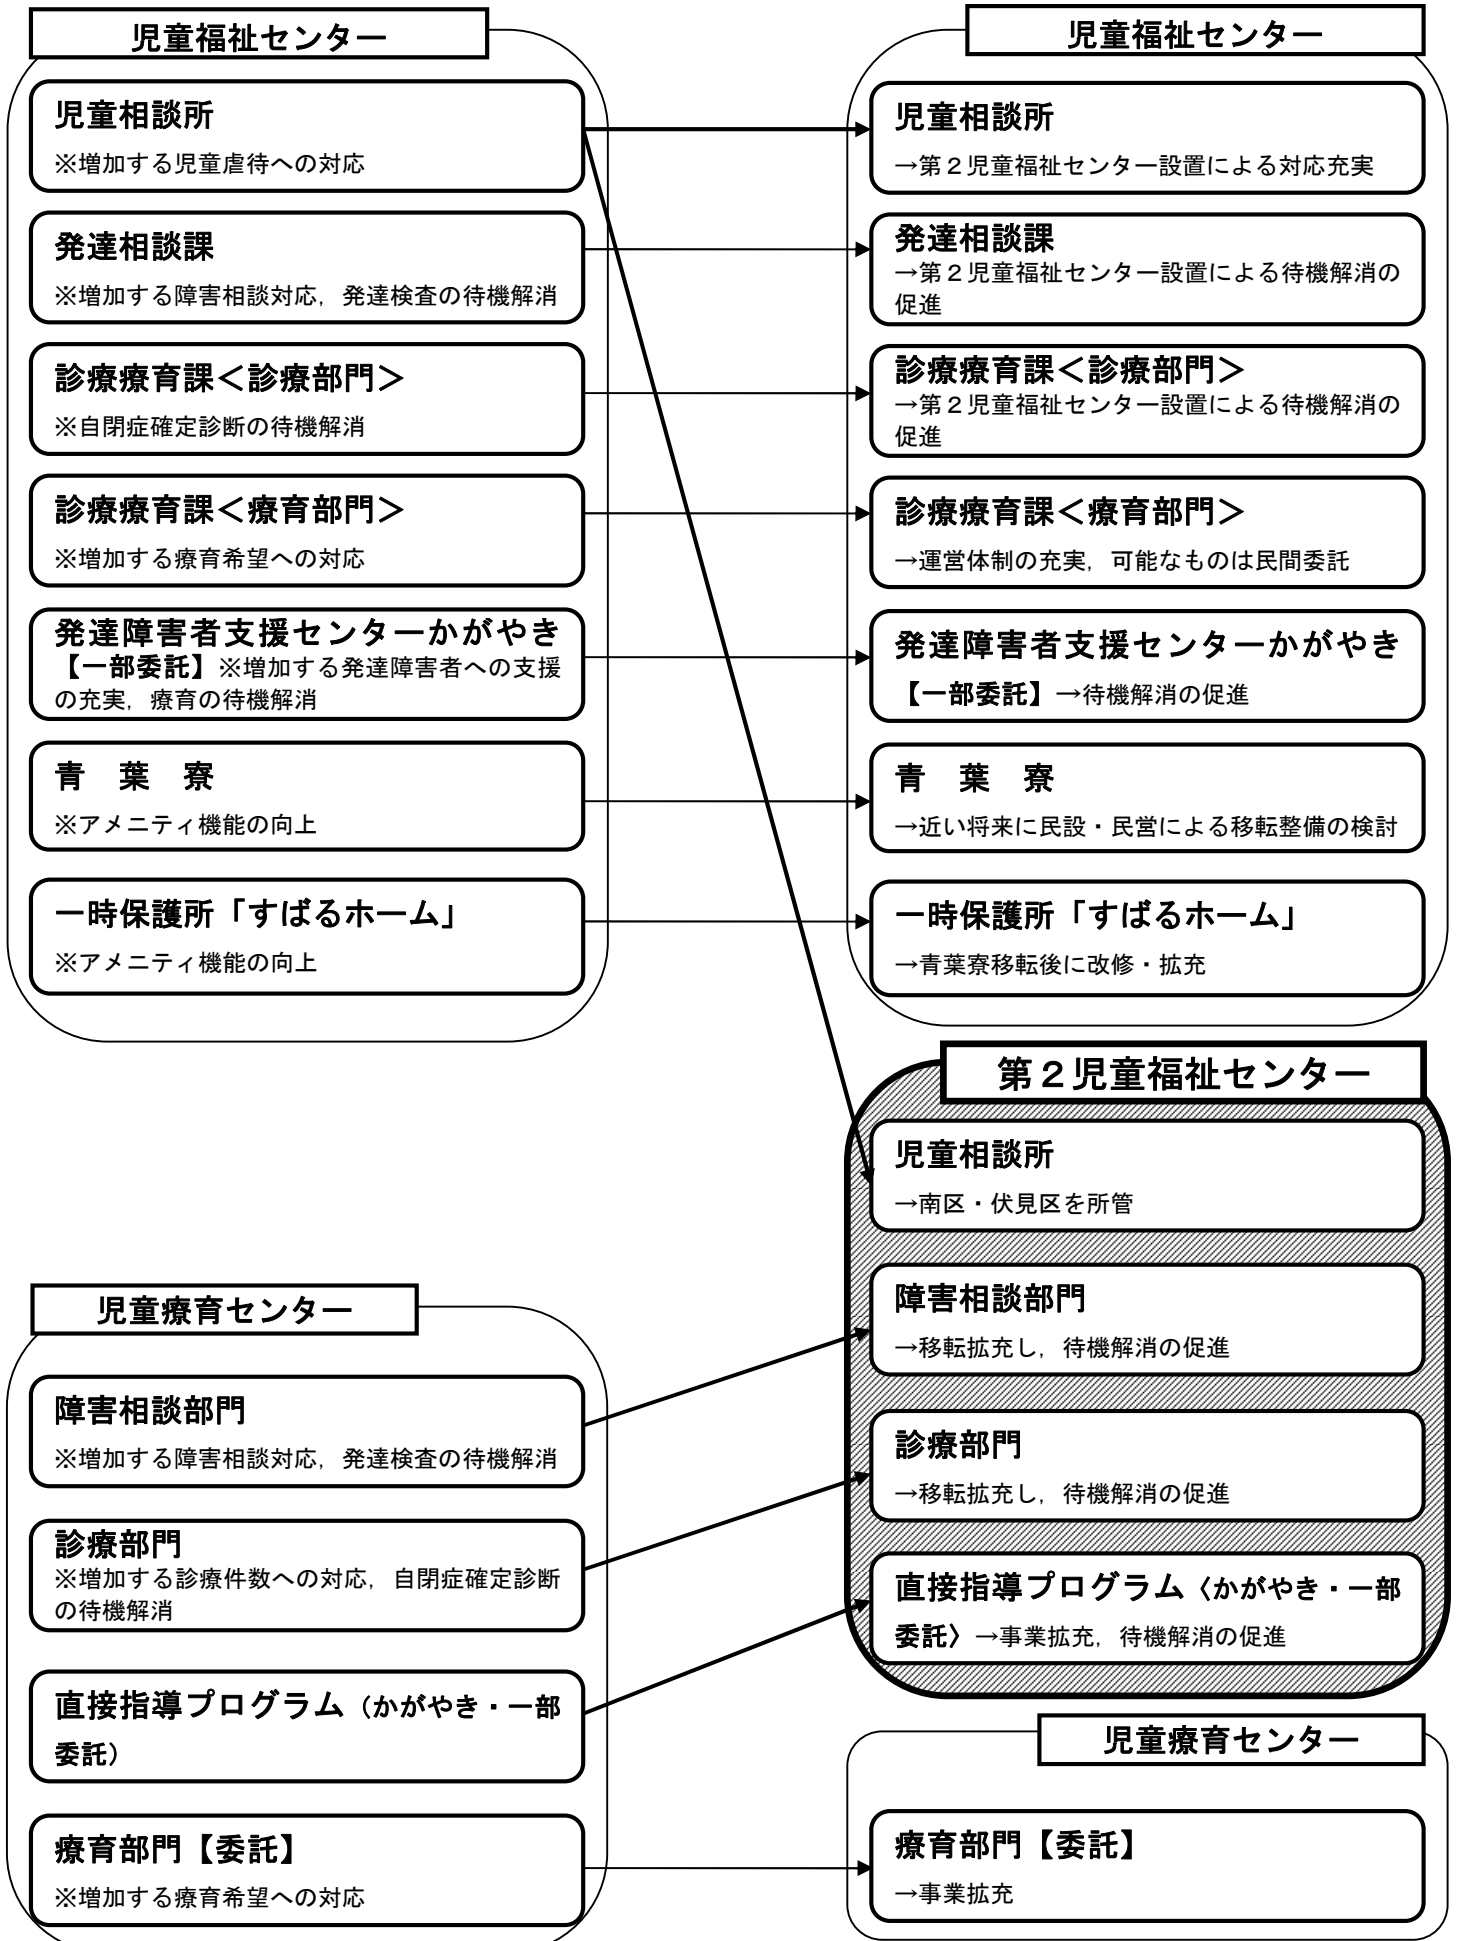 児童福祉センター
児童相談所
※増加する児童虐待への対応
発達相談課
※増加する障害相談対応，発達検査の待機解消
診療療育課＜診療部門＞
※自閉症確定診断の待機解消
診療療育課＜療育部門＞
※増加する療育希望への対応
発達障害者支援センターかがやき
【一部委託】※増加する発達障害者への支援
の充実，療育の待機解消
青　葉　寮
※アメニティ機能の向上
一時保護所「すばるホーム」
※アメニティ機能の向上
児童療育センター
障害相談部門
※増加する障害相談対応，発達検査の待機解消
診療部門
※増加する診療件数への対応，自閉症確定診断
の待機解消
直接指導プログラム（かがやき・一部
委託）
療育部門【委託】
※増加する療育希望への対応
児童福祉センター
児童相談所
→第２児童福祉センター設置による対応充実
発達相談課
→第２児童福祉センター設置による待機解消の
促進
診療療育課＜診療部門＞
→第２児童福祉センター設置による待機解消の
促進
診療療育課＜療育部門＞
→運営体制の充実，可能なものは民間委託
発達障害者支援センターかがやき
【一部委託】→待機解消の促進
青　葉　寮
→近い将来に民設・民営による移転整備の検討
一時保護所「すばるホーム」
→青葉寮移転後に改修・拡充
第２児童福祉センター
児童相談所
→南区・伏見区を所管
障害相談部門
→移転拡充し，待機解消の促進
診療部門
→移転拡充し，待機解消の促進
直接指導プログラム〈かがやき・一部
委託〉→事業拡充，待機解消の促進
児童療育センター
療育部門【委託】
→事業拡充